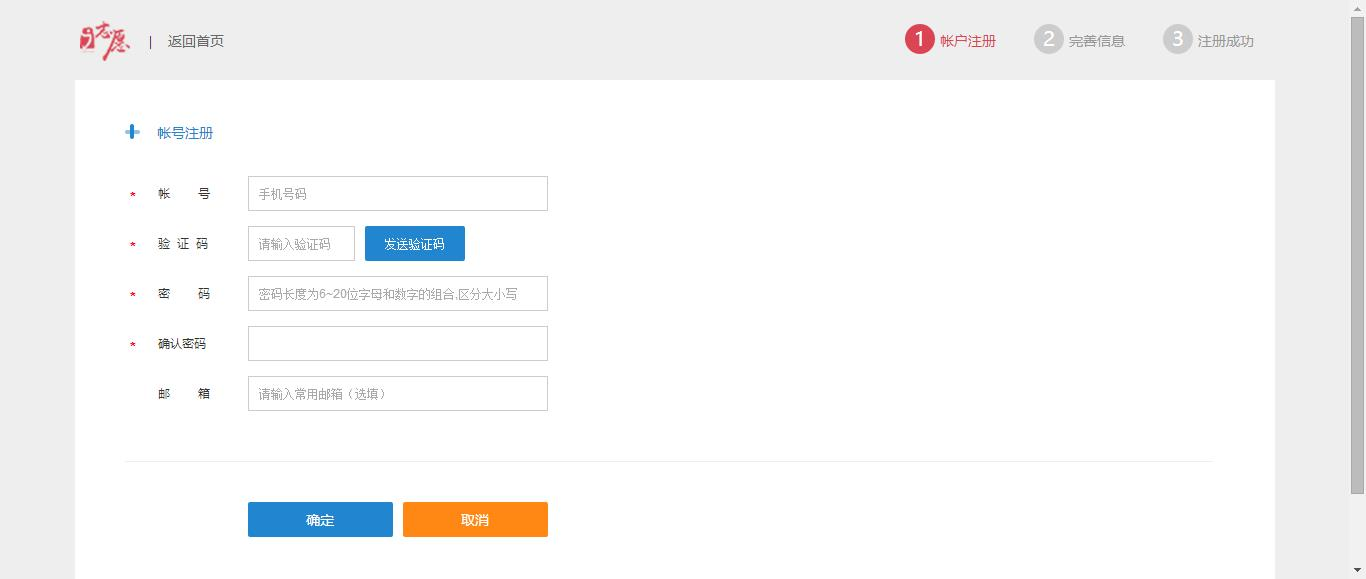 志愿 | 返回首页 1 帐户注册 2 完善信息 3 注册成功
帐号注册
* 帐 号 手机号码
* 验 证 码 请输入验证码 发送验证码
* 密 码 密码长度为6~20位字母和数字的组合,区分大小写
* 确认密码
邮 箱 请输入常用邮箱（选填）
确定 取消